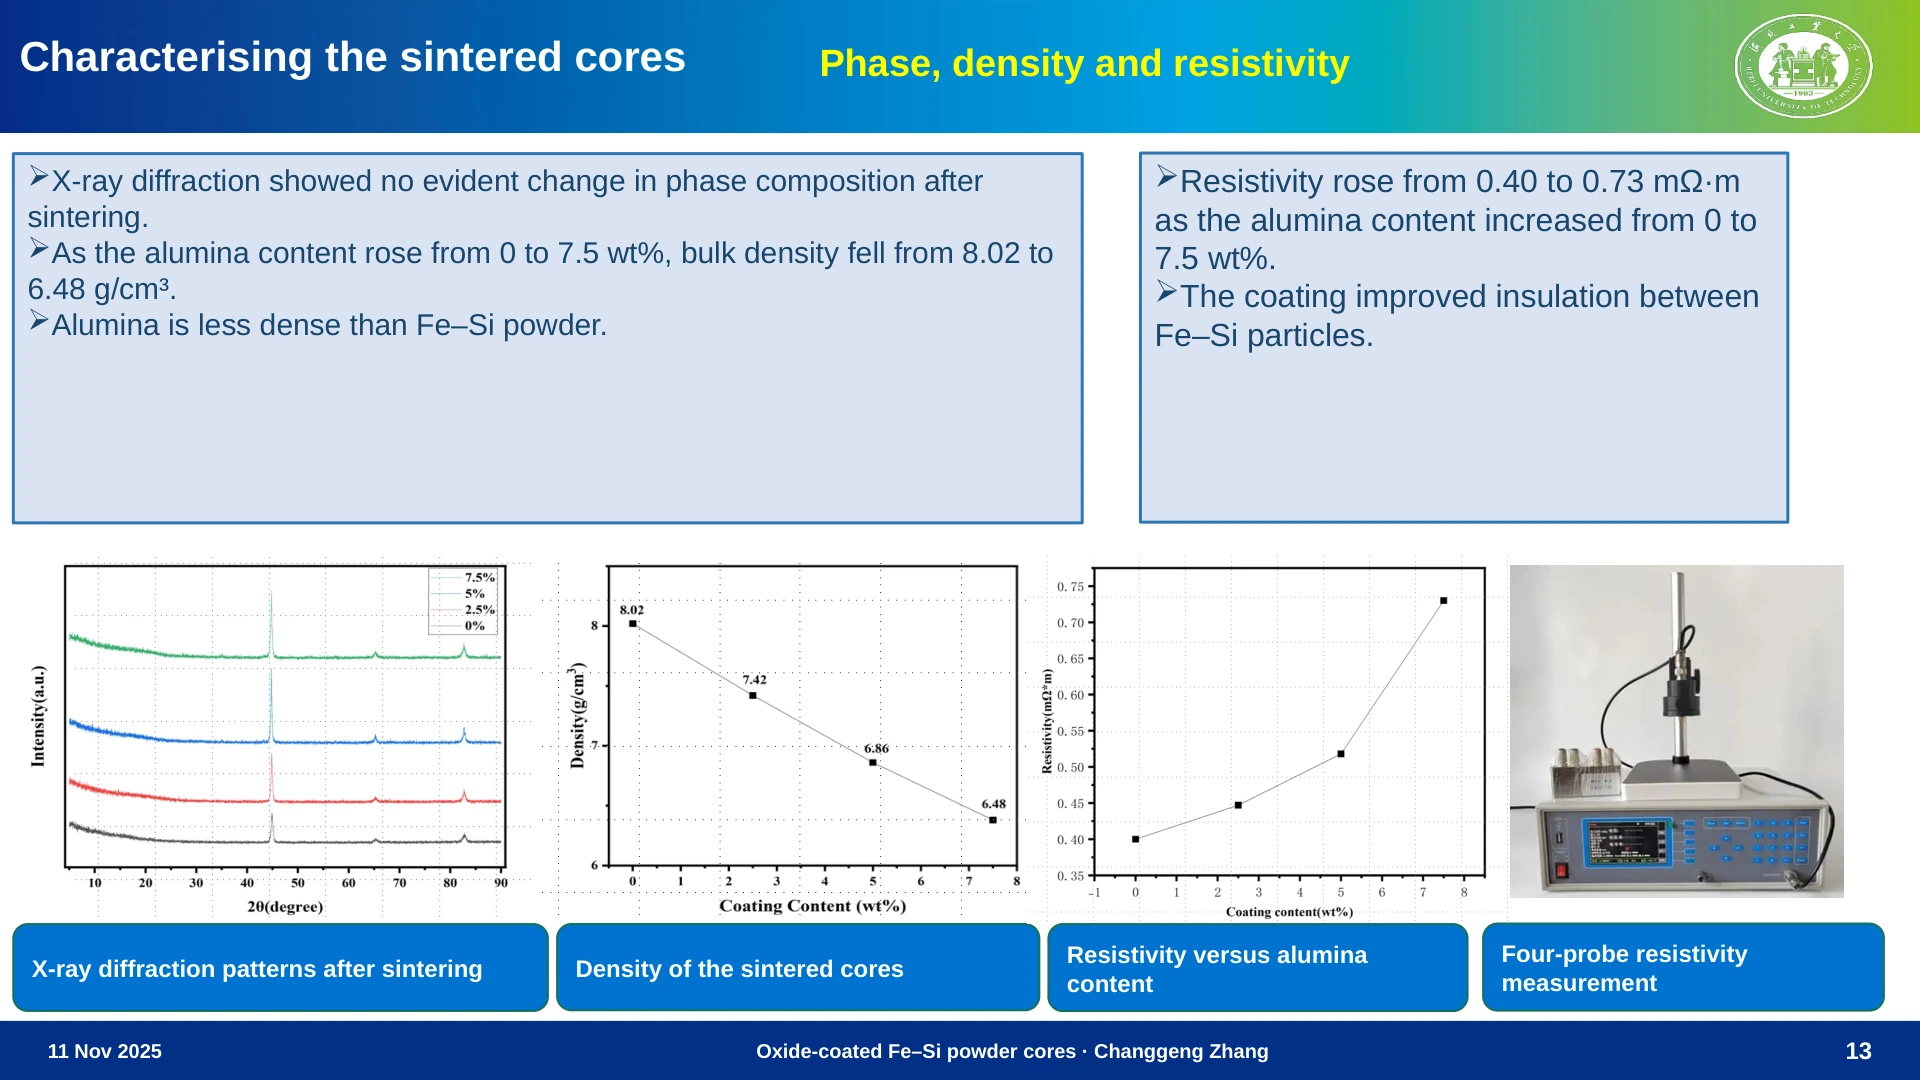 Characterising the sintered cores
Phase, density and resistivity
1903
➢X-ray diffraction showed no evident change in phase composition after
sintering.
➢As the alumina content rose from 0 to 7.5 wt%, bulk density fell from 8.02 to
6.48 g/cm³.
➢Alumina is less dense than Fe–Si powder.
➢Resistivity rose from 0.40 to 0.73 mΩ·m
as the alumina content increased from 0 to
7.5 wt%.
➢The coating improved insulation between
Fe–Si particles.
7.5%
5%
2.5%
0%
Intensity(a.u.)
10 20 30 40 50 60 70 80 90
2θ(degree)
8.02
7.42
6.86
6.48
8
7
6
Density(g/cm³)
0 1 2 3 4 5 6 7 8
Coating Content (wt%)
0.75
0.70
0.65
0.60
0.55
0.50
0.45
0.40
0.35
Resistivity(mΩ*m)
-1 0 1 2 3 4 5 6 7 8
Coating content(wt%)
X-ray diffraction patterns after sintering
Density of the sintered cores
Resistivity versus alumina
content
Four-probe resistivity
measurement
11 Nov 2025
Oxide-coated Fe–Si powder cores · Changgeng Zhang
13